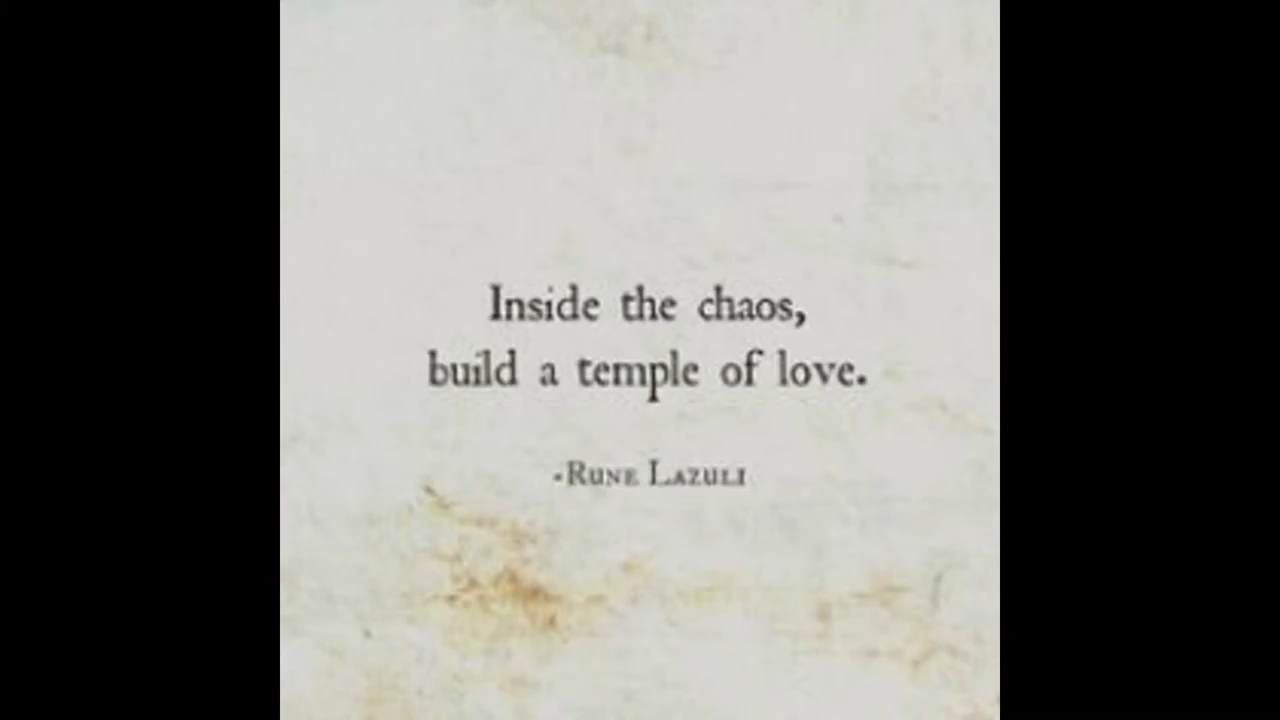 Inside the chaos,
build a temple of love.
-Rune Lazuli